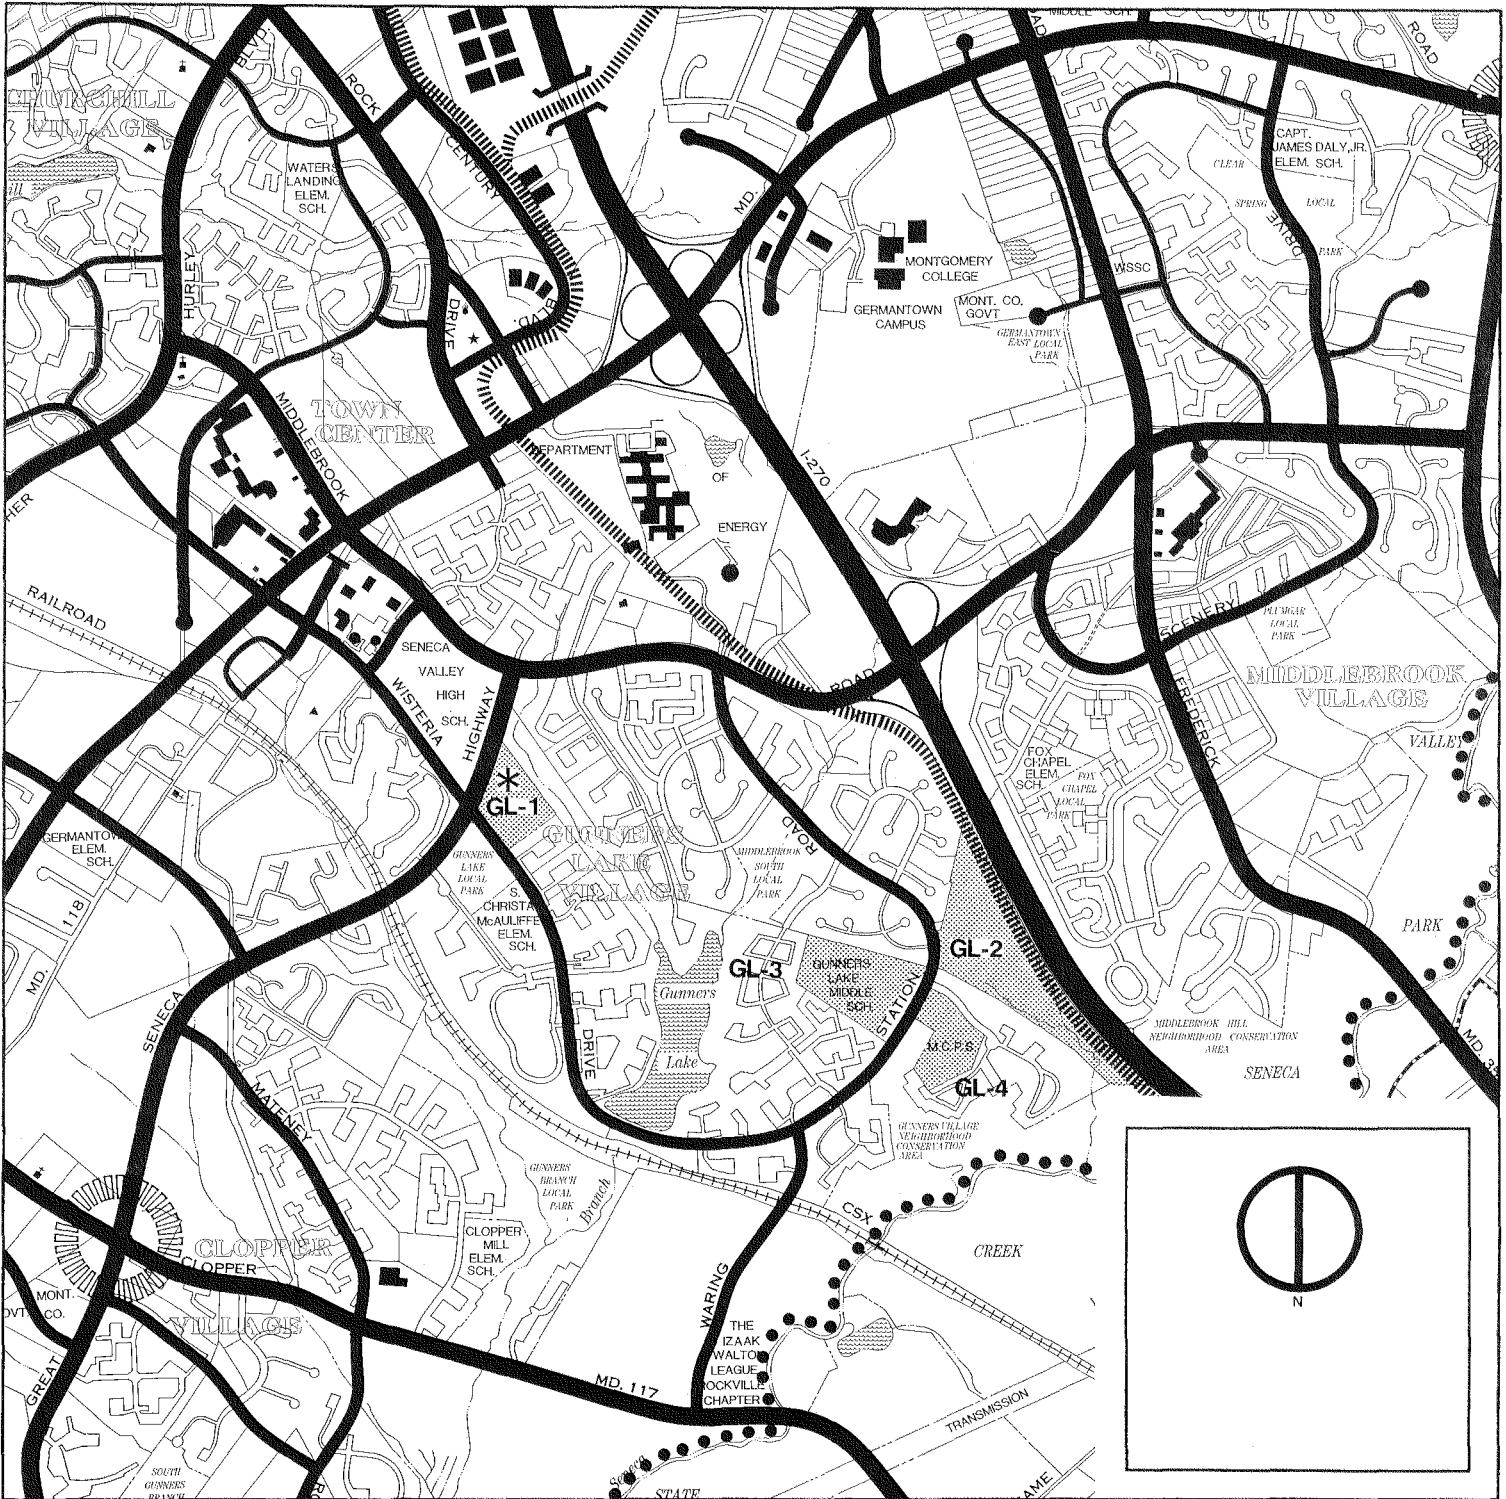 MIDDLE SCH.
ROAD
BLVD.
ROCK
CHURCHILL
VILLAGE
CENTURY
WATERS
LANDING
ELEM.
SCH.
CAPT.
JAMES DALY, JR.
ELEM. SCH.
CLEAR
SPRING
LOCAL
PARK
DRIVE
MD.
HURLEY
MONTGOMERY
COLLEGE
GERMANTOWN
CAMPUS
MONT. CO.
GOVT
WSSC
GERMANTOWN
EAST LOCAL
PARK
DRIVE
BLVD.
TOWN
CENTER
MIDDLEBROOK
DEPARTMENT
OF
ENERGY
I-270
RAILROAD
SENECA
VALLEY
HIGH
SCH.
WISTERIA
HIGHWAY
ROAD
SCENERY
PLUMGAR
LOCAL
PARK
MIDDLEBROOK
VILLAGE
FREDERICK
VALLEY
FOX
CHAPEL
ELEM.
SCH.
FOX
CHAPEL
LOCAL
PARK
GL-1
GUNNERS
LAKE
VILLAGE
GUNNERS
LAKE
LOCAL
PARK
S.
CHRISTA
McAULIFFE
ELEM.
SCH.
MIDDLEBROOK
SOUTH
LOCAL
PARK
ROAD
GERMANTOWN
ELEM.
SCH.
118
MD.
GL-2
GL-3
GUNNERS
LAKE
MIDDLE
SCH.
STATION
Gunners
Lake
M.C.P.S.
GL-4
PARK
MIDDLEBROOK HILL
NEIGHBORHOOD CONSERVATION
AREA
SENECA
MD. 35
SENECA
DRIVE
MATENEY
GUNNERS VILLAGE
NEIGHBORHOOD
CONSERVATION
AREA
GUNNERS
BRANCH
LOCAL
PARK
Branch
CSX
CREEK
CLOPPER
MILL
ELEM.
SCH.
CLOPPER
VILLAGE
CLOPPER
MONT.
CO.
GREAT
WARING
THE
IZAAK
WALTON
LEAGUE
ROCKVILLE
CHAPTER
MD. 117
TRANSMISSION
N
SOUTH
GUNNERS
BRANCH
Seneca
STATE